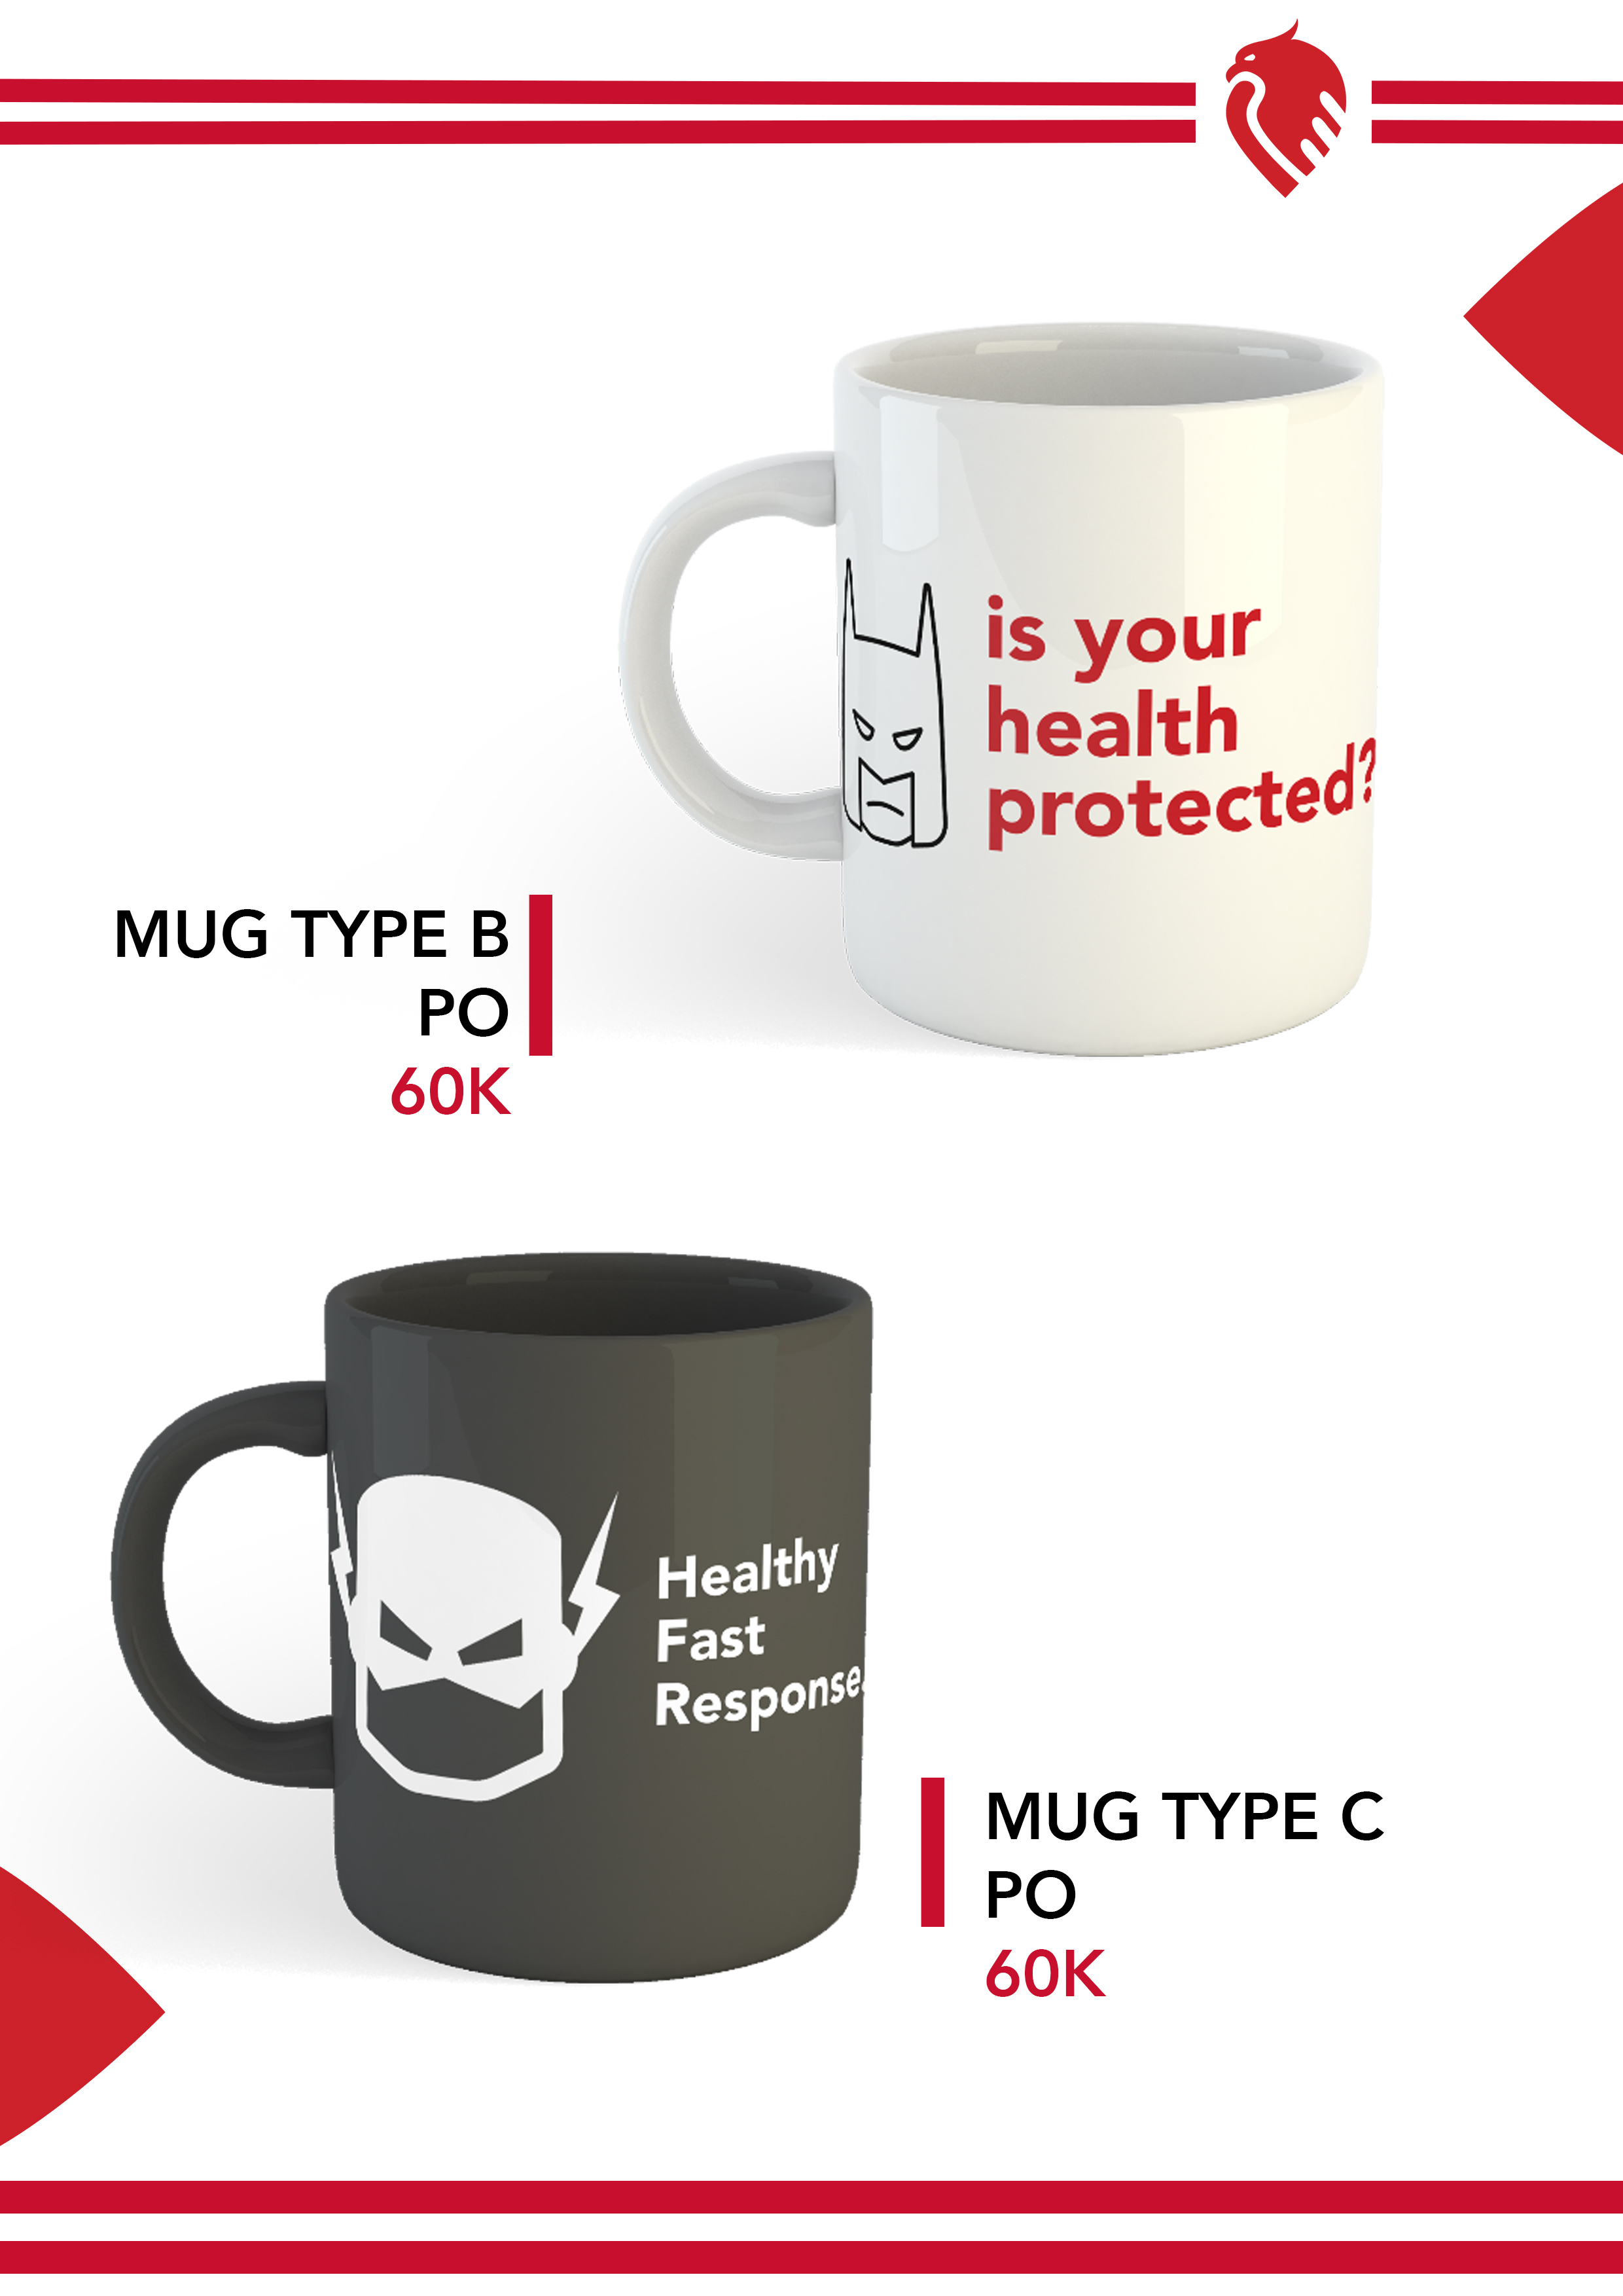 is your
health
protected?
MUG TYPE B
PO
60K
Healthy
Fast
Response
MUG TYPE C
PO
60K